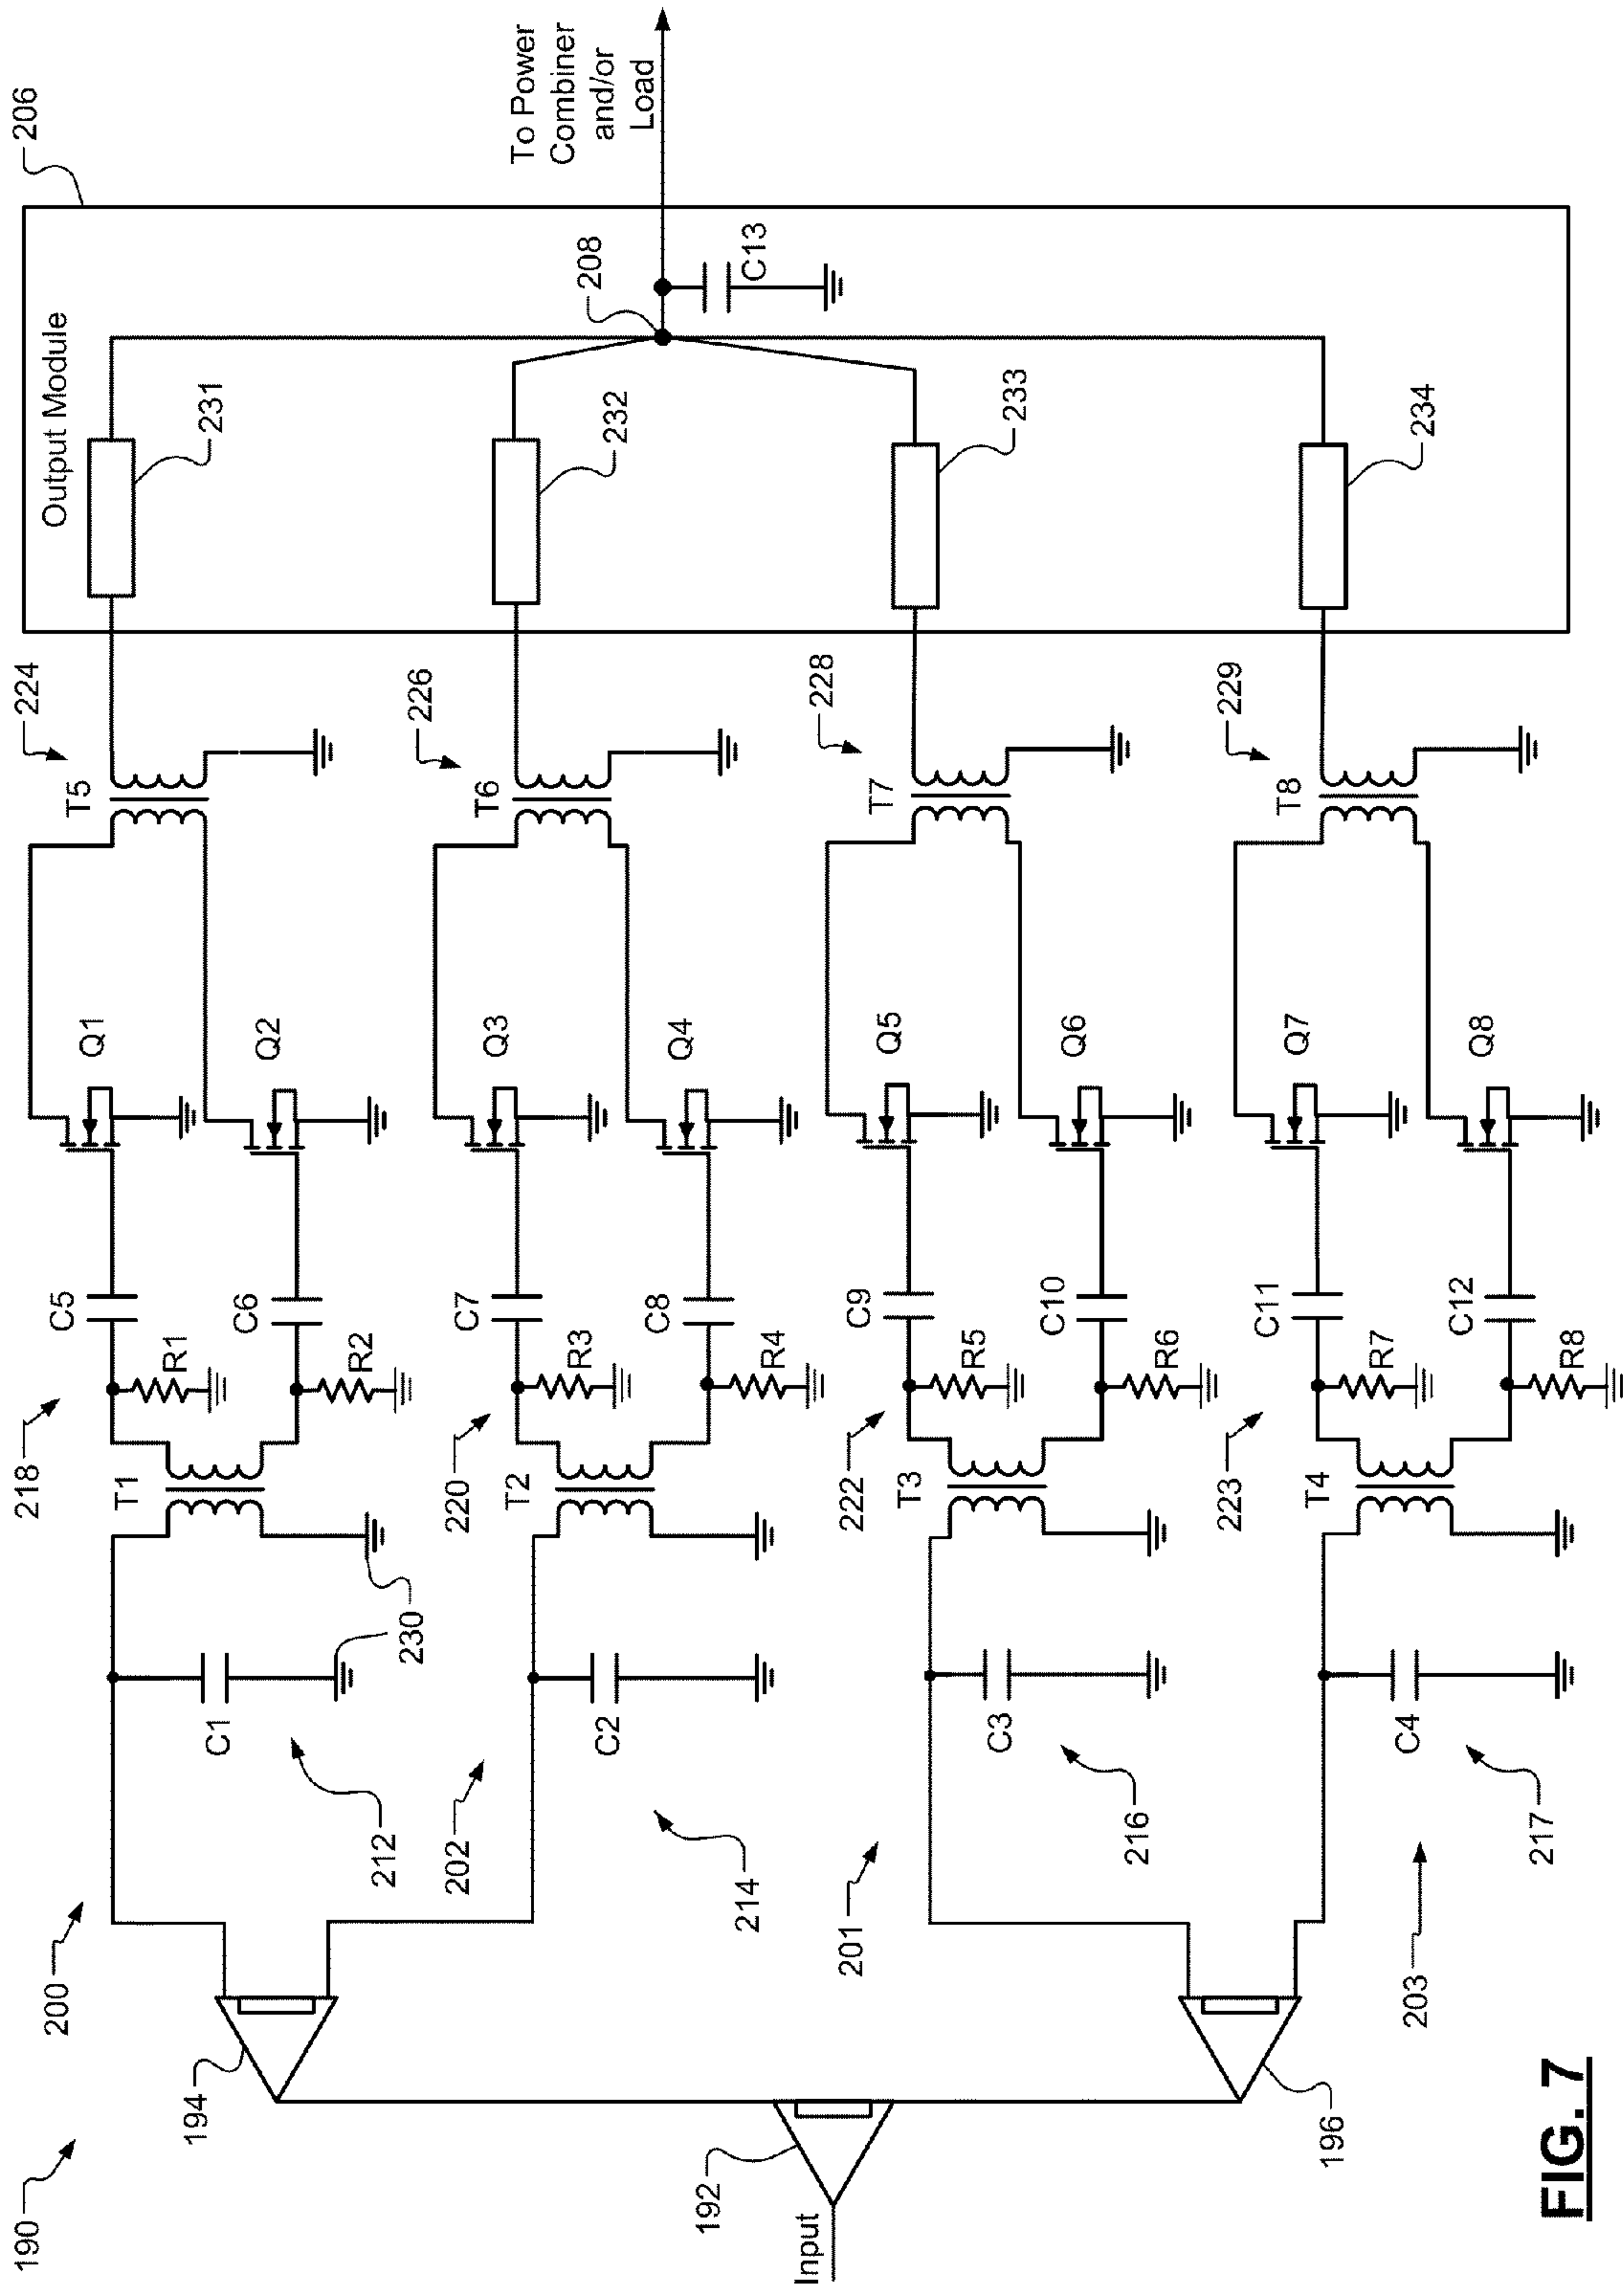 190
200
218
224
206
Output Module
T1
C5
Q1
T5
231
R1
194
C1
212
230
C6
Q2
R2
202
220
226
T2
C7
Q3
T6
232
R3
C2
214
C8
Q4
R4
208
To Power
Combiner
and/or
Load
C13
Input
192
201
222
228
T3
C9
Q5
T7
233
R5
C3
216
C10
Q6
R6
223
229
T4
C11
Q7
T8
234
R7
196
203
C4
217
C12
Q8
R8
FIG. 7